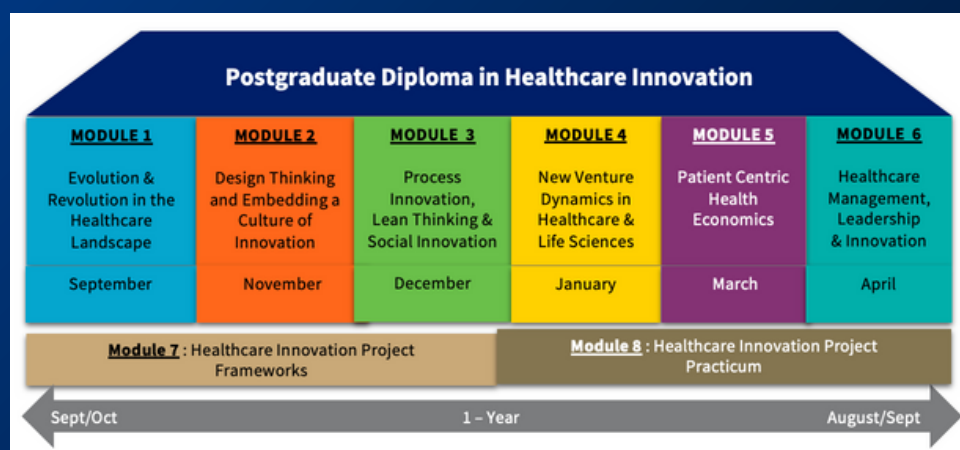 Postgraduate Diploma in Healthcare Innovation
MODULE 1
Evolution &
Revolution in the
Healthcare
Landscape
September
MODULE 2
Design Thinking
and Embedding a
Culture of
Innovation
November
MODULE 3
Process
Innovation,
Lean Thinking &
Social Innovation
December
MODULE 4
New Venture
Dynamics in
Healthcare &
Life Sciences
January
MODULE 5
Patient Centric
Health
Economics
March
MODULE 6
Healthcare
Management,
Leadership
& Innovation
April
Module 7 : Healthcare Innovation Project
Frameworks
Module 8 : Healthcare Innovation Project
Practicum
Sept/Oct
1 – Year
August/Sept